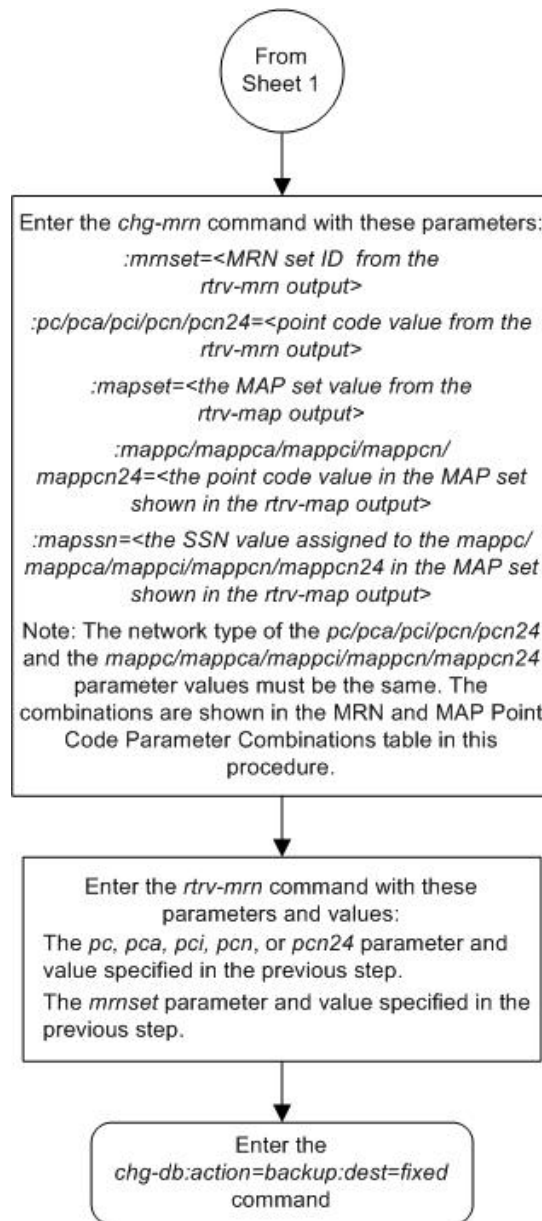 From
Sheet 1
Enter the chg-mrn command with these parameters:
:mrnset=<MRN set ID from the
rtrv-mrn output>
:pc/pca/pci/pcn/pcn24=<point code value from the
rtrv-mrn output>
:mapset=<the MAP set value from the
rtrv-map output>
:mappc/mappca/mappci/mappcn/
mappcn24=<the point code value in the MAP set
shown in the rtrv-map output>
:mapssn=<the SSN value assigned to the mappc/
mappca/mappci/mappcn/mappcn24 in the MAP set
shown in the rtrv-map output>
Note: The network type of the pc/pca/pci/pcn/pcn24
and the mappc/mappca/mappci/mappcn/mappcn24
parameter values must be the same. The
combinations are shown in the MRN and MAP Point
Code Parameter Combinations table in this
procedure.
Enter the rtrv-mrn command with these
parameters and values:
The pc, pca, pci, pcn, or pcn24 parameter and
value specified in the previous step.
The mrnset parameter and value specified in the
previous step.
Enter the
chg-db:action=backup:dest=fixed
command